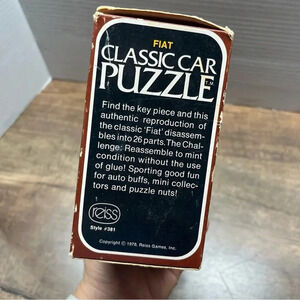 FIAT
CLASSIC CAR
PUZZLE™
Find the key piece and this
authentic reproduction of
the classic 'Fiat' disassem-
bles into 26 parts. The Chal-
lenge: Reassemble to mint
condition without the use
of glue! Sporting good fun
for auto buffs, mini collec-
tors and puzzle nuts!
reiss
Style #381
Copyright © 1978. Reiss Games, Inc.